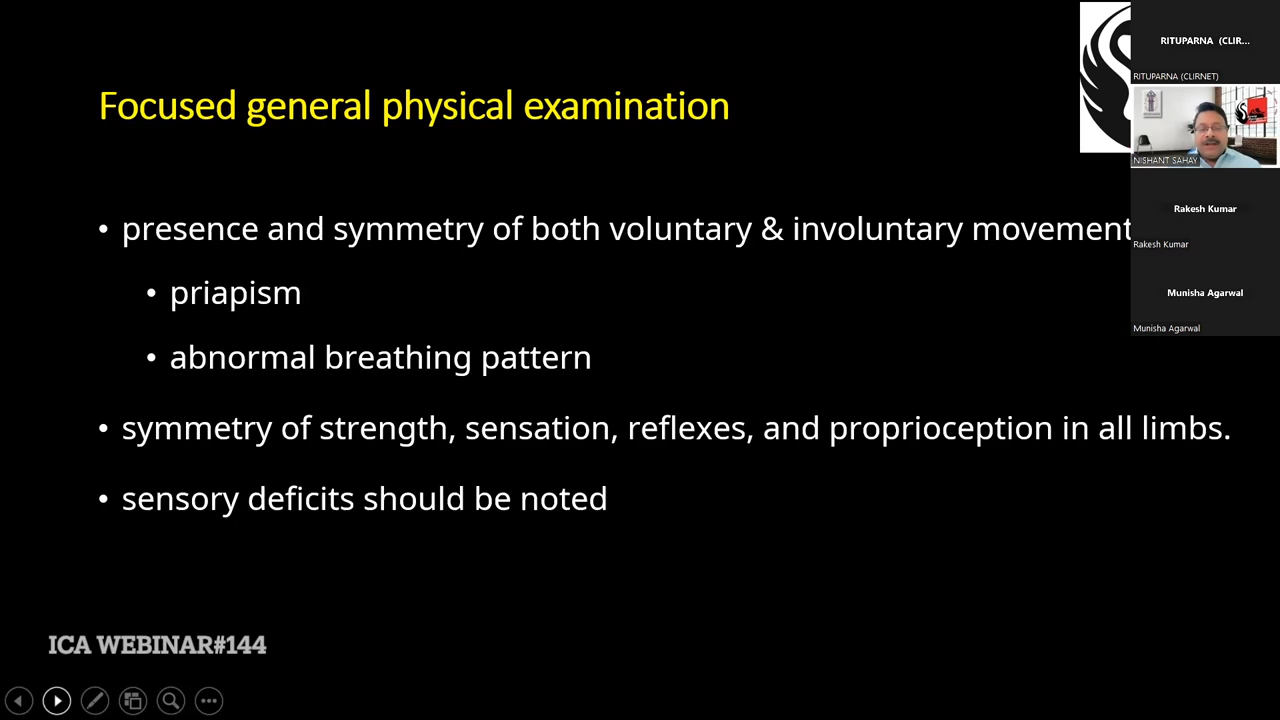 Focused general physical examination
• presence and symmetry of both voluntary & involuntary movement
• priapism
• abnormal breathing pattern
• symmetry of strength, sensation, reflexes, and proprioception in all limbs.
• sensory deficits should be noted
ICA WEBINAR#144
RITUPARNA (CLIR...
RITUPARNA (CLIRNET)
NISHANT SAHAY
Rakesh Kumar
Rakesh Kumar
Munisha Agarwal
Munisha Agarwal